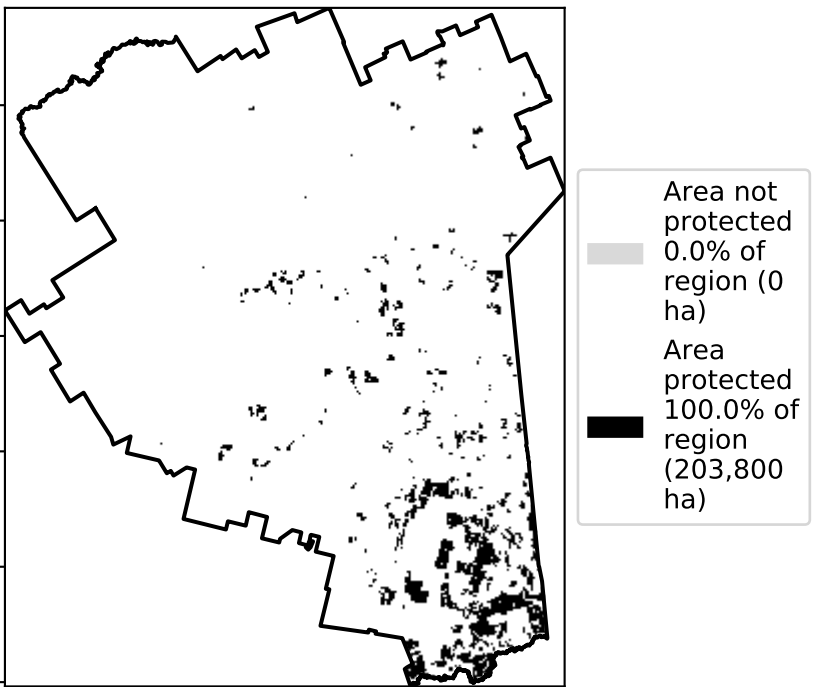 Area not
protected
0.0% of
region (0
ha)
Area
protected
100.0% of
region
(203,800
ha)